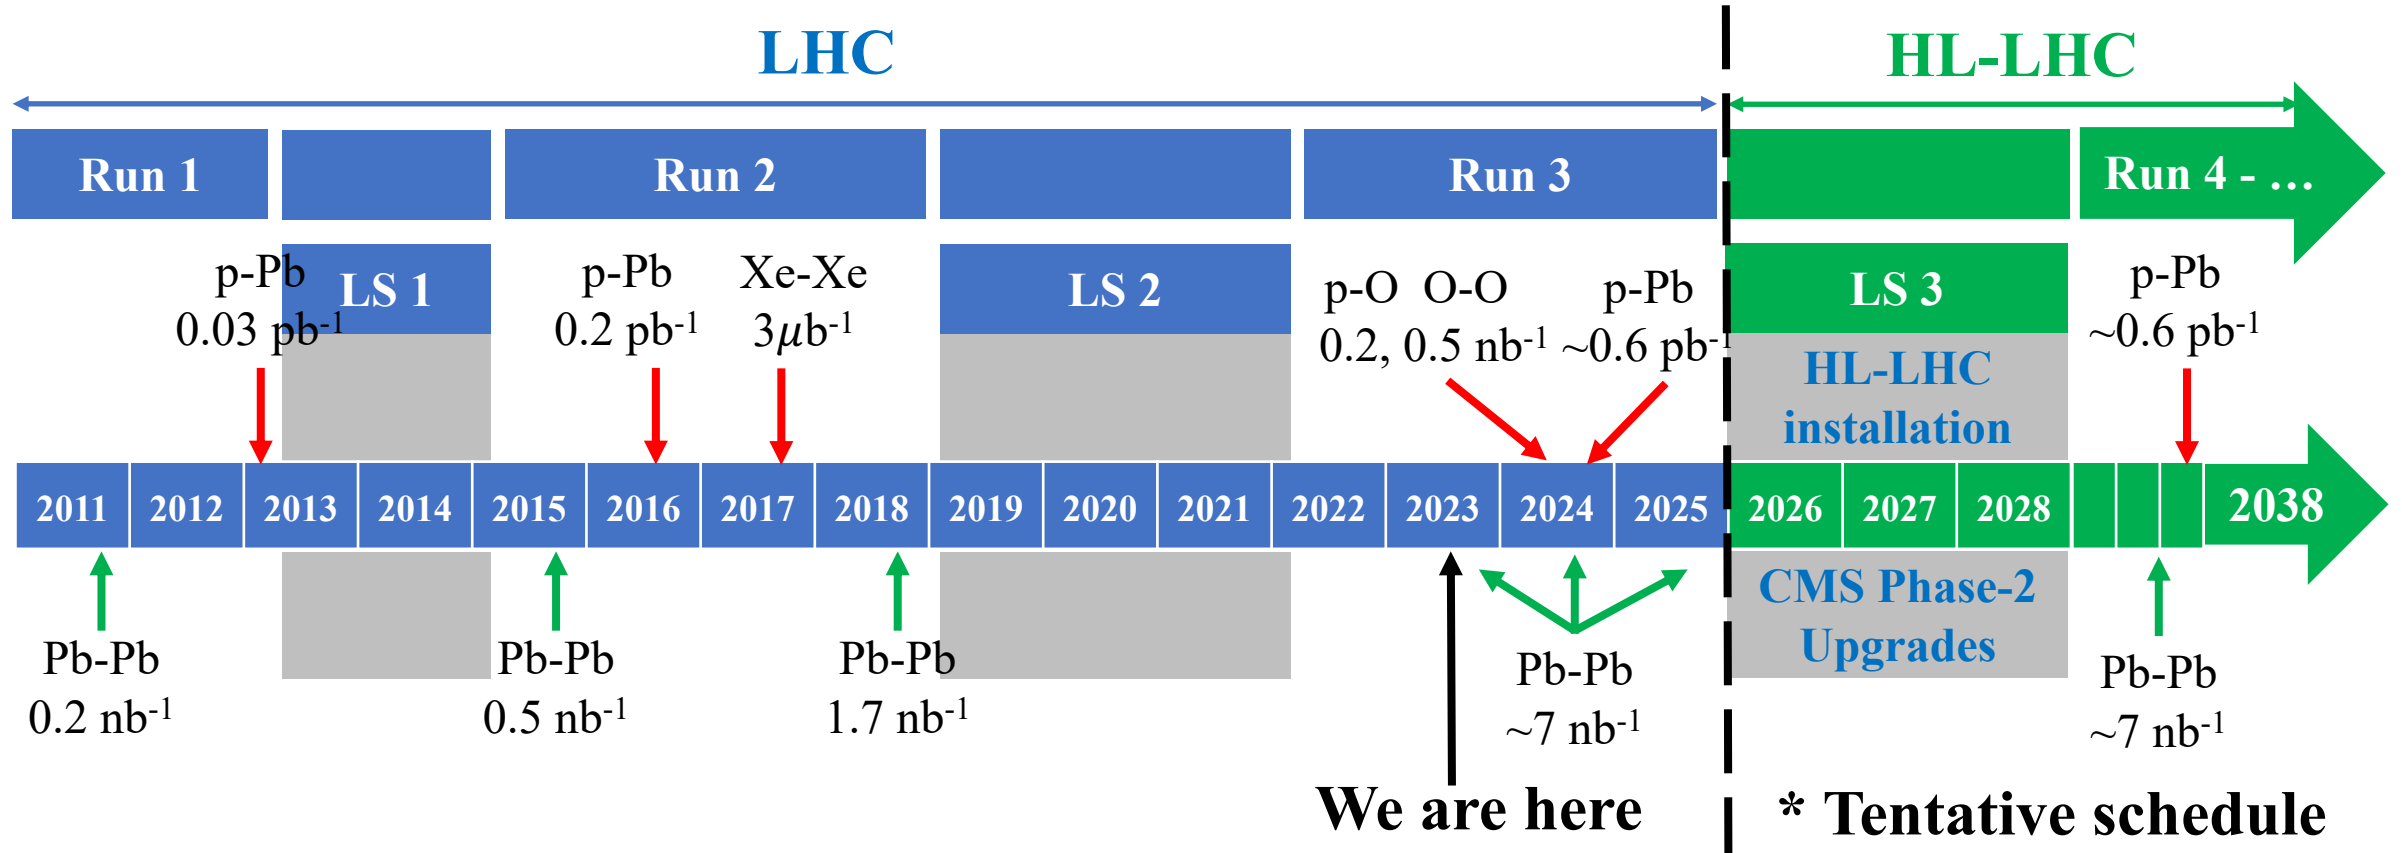 LHC
HL-LHC
Run 1
Run 2
Run 3
Run 4 - …
p-Pb
0.03 pb⁻¹
LS 1
p-Pb
0.2 pb⁻¹
Xe-Xe
3μb⁻¹
LS 2
p-O O-O
0.2, 0.5 nb⁻¹
p-Pb
~0.6 pb⁻¹
LS 3
HL-LHC
installation
p-Pb
~0.6 pb⁻¹
2011 2012 2013 2014 2015 2016 2017 2018 2019 2020 2021 2022 2023 2024 2025 2026 2027 2028 2038
Pb-Pb
0.2 nb⁻¹
Pb-Pb
0.5 nb⁻¹
Pb-Pb
1.7 nb⁻¹
Pb-Pb
~7 nb⁻¹
CMS Phase-2
Upgrades
Pb-Pb
~7 nb⁻¹
We are here
* Tentative schedule